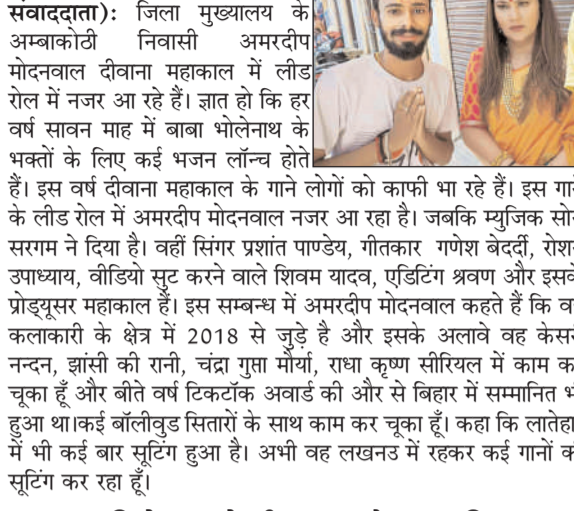 संवाददाता): जिला मुख्यालय के
अम्बाकोठी निवासी अमरदीप
मोदनवाल दीवाना महाकाल में लीड
रोल में नजर आ रहे हैं। ज्ञात हो कि हर
वर्ष सावन माह में बाबा भोलेनाथ के
भक्तों के लिए कई भजन लॉन्च होते
हैं। इस वर्ष दीवाना महाकाल के गाने लोगों को काफी भा रहे हैं। इस
के लीड रोल में अमरदीप मोदनवाल नजर आ रहा है। जबकि म्युजिक
सरगम ने दिया है। वहीं सिंगर प्रशांत पाण्डेय, गीतकार गणेश बेदर्दी,
उपाध्याय, वीडियो सुट करने वाले शिवम यादव, एडिटिंग श्रवण और
प्रोड्यूसर महाकाल हैं। इस सम्बन्ध में अमरदीप मोदनवाल कहते हैं कि
कलाकारी के क्षेत्र में 2018 से जुड़े है और इसके अलावे वह
नन्दन, झांसी की रानी, चंद्रा गुप्ता मौर्या, राधा कृष्ण सीरियल में काम
चूका हूँ और बीते वर्ष टिकटॉक अवार्ड की और से बिहार में सम्मानित
हुआ था।कई बॉलीवुड सितारों के साथ काम कर चूका हूँ। कहा कि
में भी कई बार सूटिंग हुआ है। अभी वह लखनउ में रहकर कई गानों
सूटिंग कर रहा हूँ।